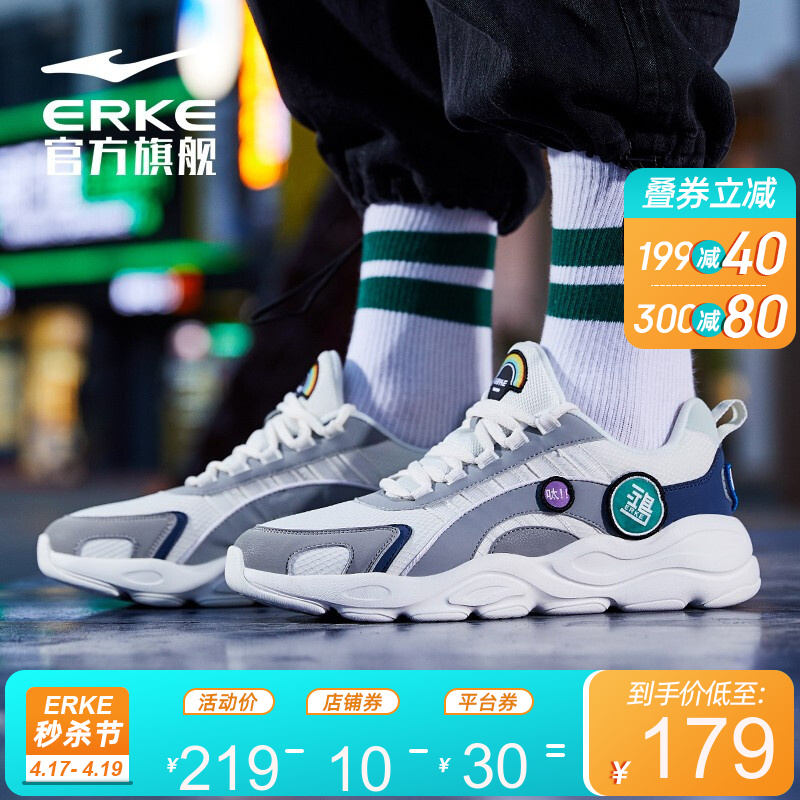 ERKE
官方旗舰
叠券立减
199减40
300减80
呔!!
ERKE
ERKE
秒杀节
4.17- 4.19
活动价
¥219
-
店铺券
10
-
平台券
¥30
=
到手价低至:
¥179